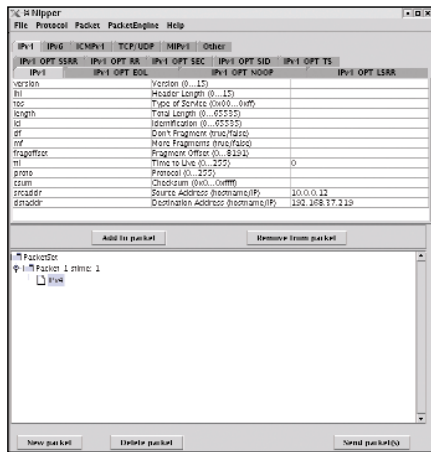 Nipper
File Protocol Packet PacketEngine Help
IPv4 IPv6 ICMPv4 TCP/UDP MIPv4 Other
IPv4 OPT SSRR IPv4 OPT RR IPv4 OPT SEC IPv4 OPT SID IPv4 OPT TS
IPv4 IPv4 OPT EOL IPv4 OPT NOOP IPv4 OPT LSRR
version Version (0...15)
ihl Header Length (0...15)
tos Type of Service (0x00...0xff)
length Total Length (0...65535)
id Identification (0...65535)
df Don't Fragment (true/false)
mf More Fragments (true/false)
fragoffset Fragment Offset (0...8191)
ttl Time to Live (0...255) 0
proto Protocol (0...255)
csum Checksum (0x0...0xffff)
srcaddr Source Address (hostname/IP) 10.0.0.12
dstaddr Destination Address (hostname/IP) 192.168.37.219
Add to packet Remove from packet
PacketSet
Packet 1 stime: 1
IPv4
New packet Delete packet Send packet(s)